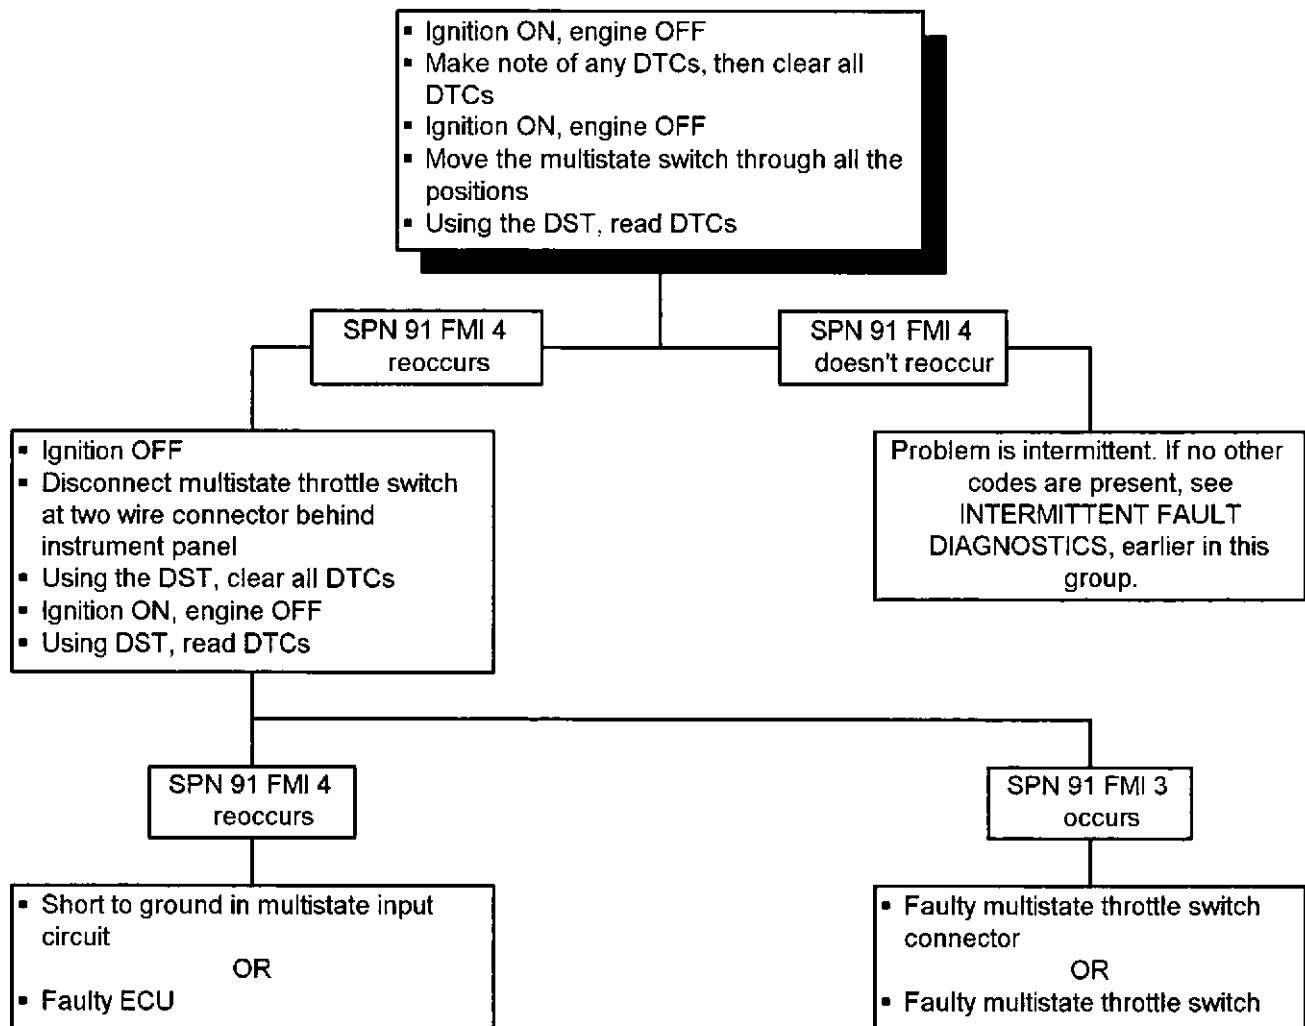 ▪ Ignition ON, engine OFF
▪ Make note of any DTCs, then clear all
DTCs
▪ Ignition ON, engine OFF
▪ Move the multistate switch through all the
positions
▪ Using the DST, read DTCs
SPN 91 FMI 4
reoccurs
SPN 91 FMI 4
doesn't reoccur
▪ Ignition OFF
▪ Disconnect multistate throttle switch
at two wire connector behind
instrument panel
▪ Using the DST, clear all DTCs
▪ Ignition ON, engine OFF
▪ Using DST, read DTCs
Problem is intermittent. If no other
codes are present, see
INTERMITTENT FAULT
DIAGNOSTICS, earlier in this
group.
SPN 91 FMI 4
reoccurs
SPN 91 FMI 3
occurs
▪ Short to ground in multistate input
circuit
OR
▪ Faulty ECU
▪ Faulty multistate throttle switch
connector
OR
▪ Faulty multistate throttle switch